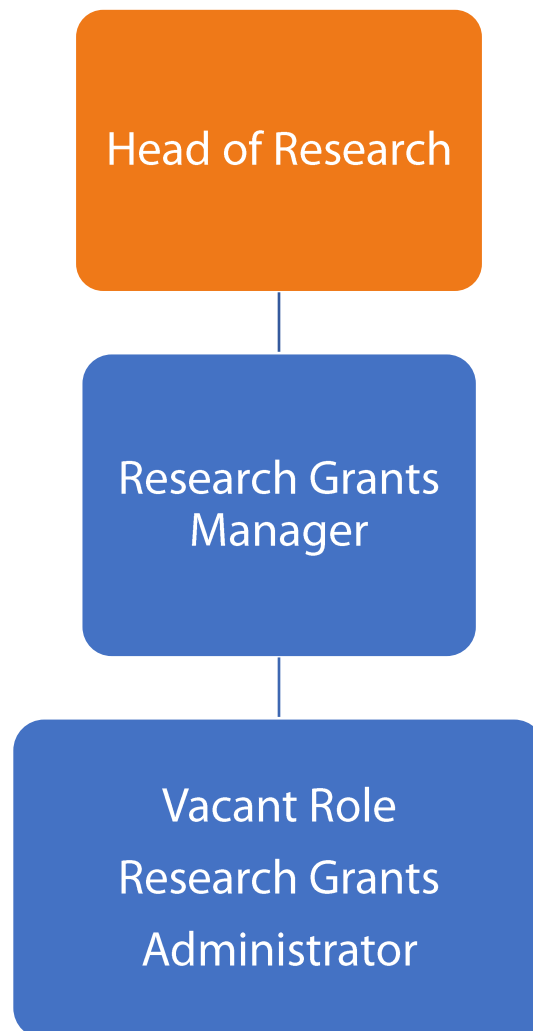 Head of Research
Research Grants
Manager
Vacant Role
Research Grants
Administrator